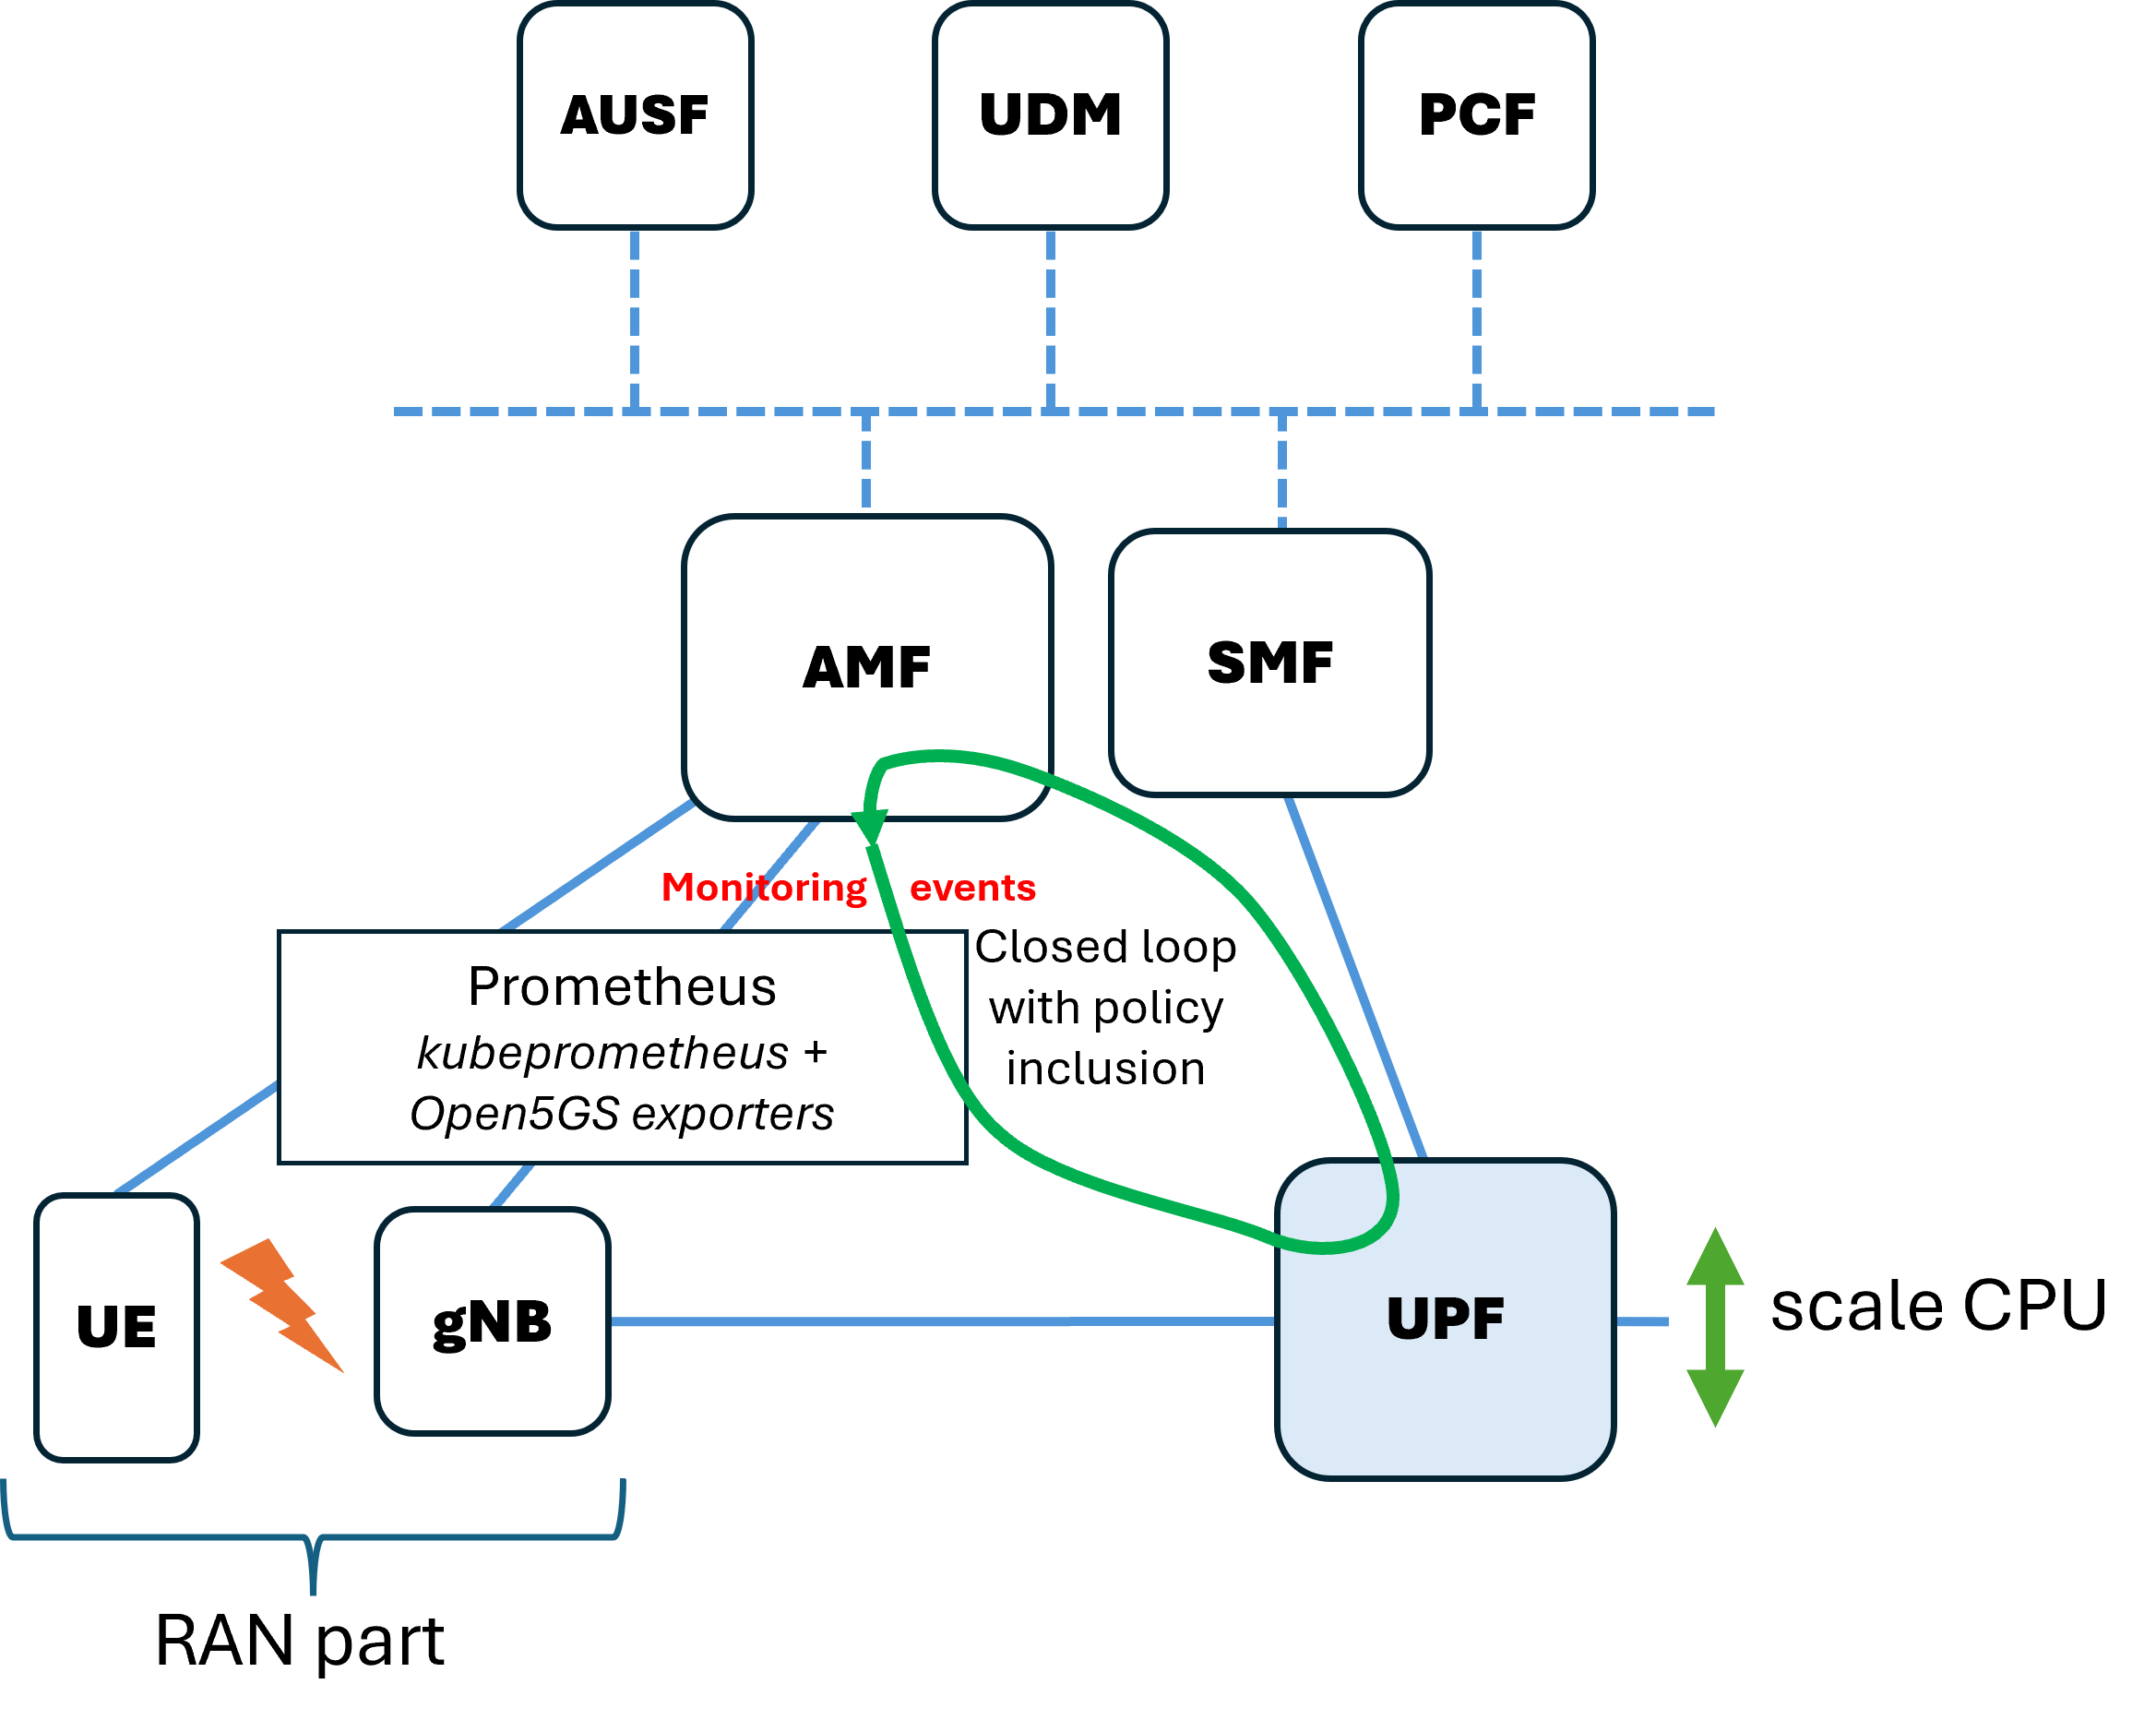 AUSF
UDM
PCF
AMF
SMF
Monitoring events
Closed loop
with policy
inclusion
Prometheus
kubeprometheus +
Open5GS exporters
UE
gNB
UPF
scale CPU
RAN part